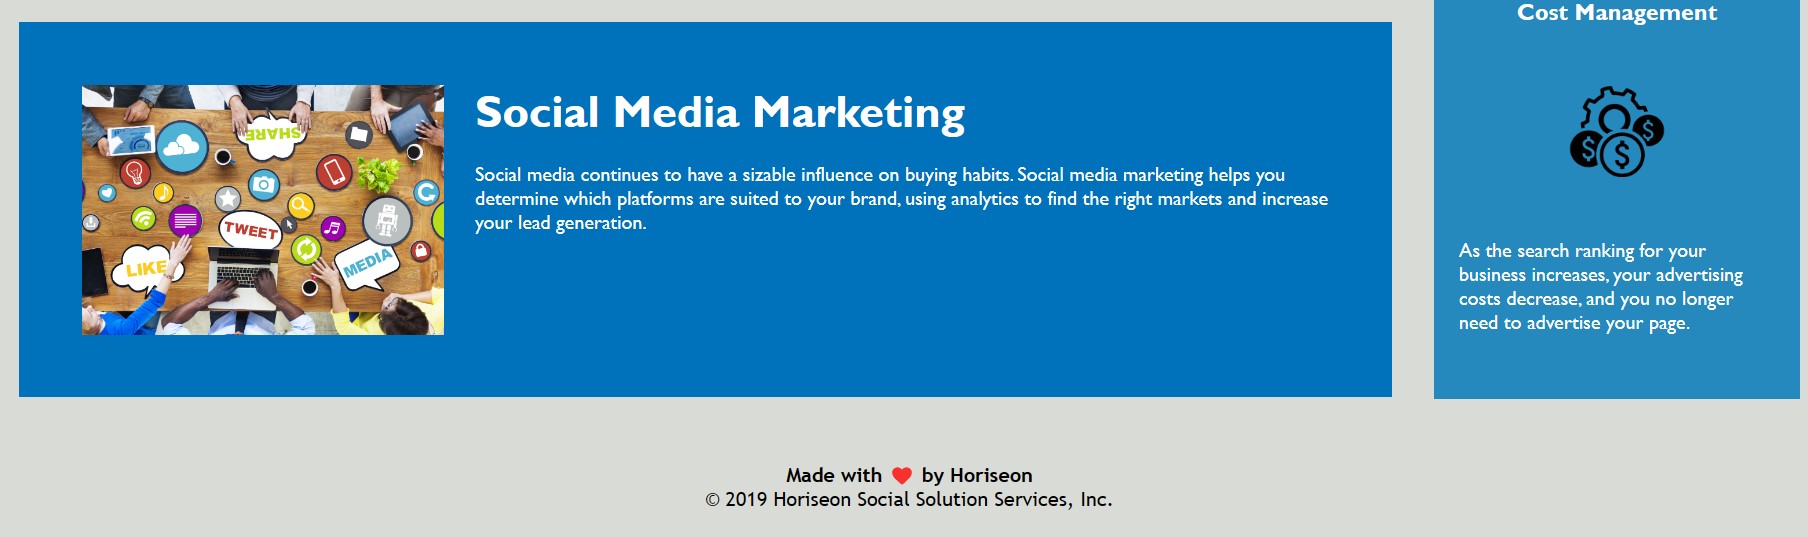 Cost Management
Social Media Marketing
Social media continues to have a sizable influence on buying habits. Social media marketing helps you
determine which platforms are suited to your brand, using analytics to find the right markets and increase
your lead generation.
SHARE
TWEET
LIKE
MEDIA
$ $ $
As the search ranking for your
business increases, your advertising
costs decrease, and you no longer
need to advertise your page.
Made with ❤ by Horiseon
© 2019 Horiseon Social Solution Services, Inc.